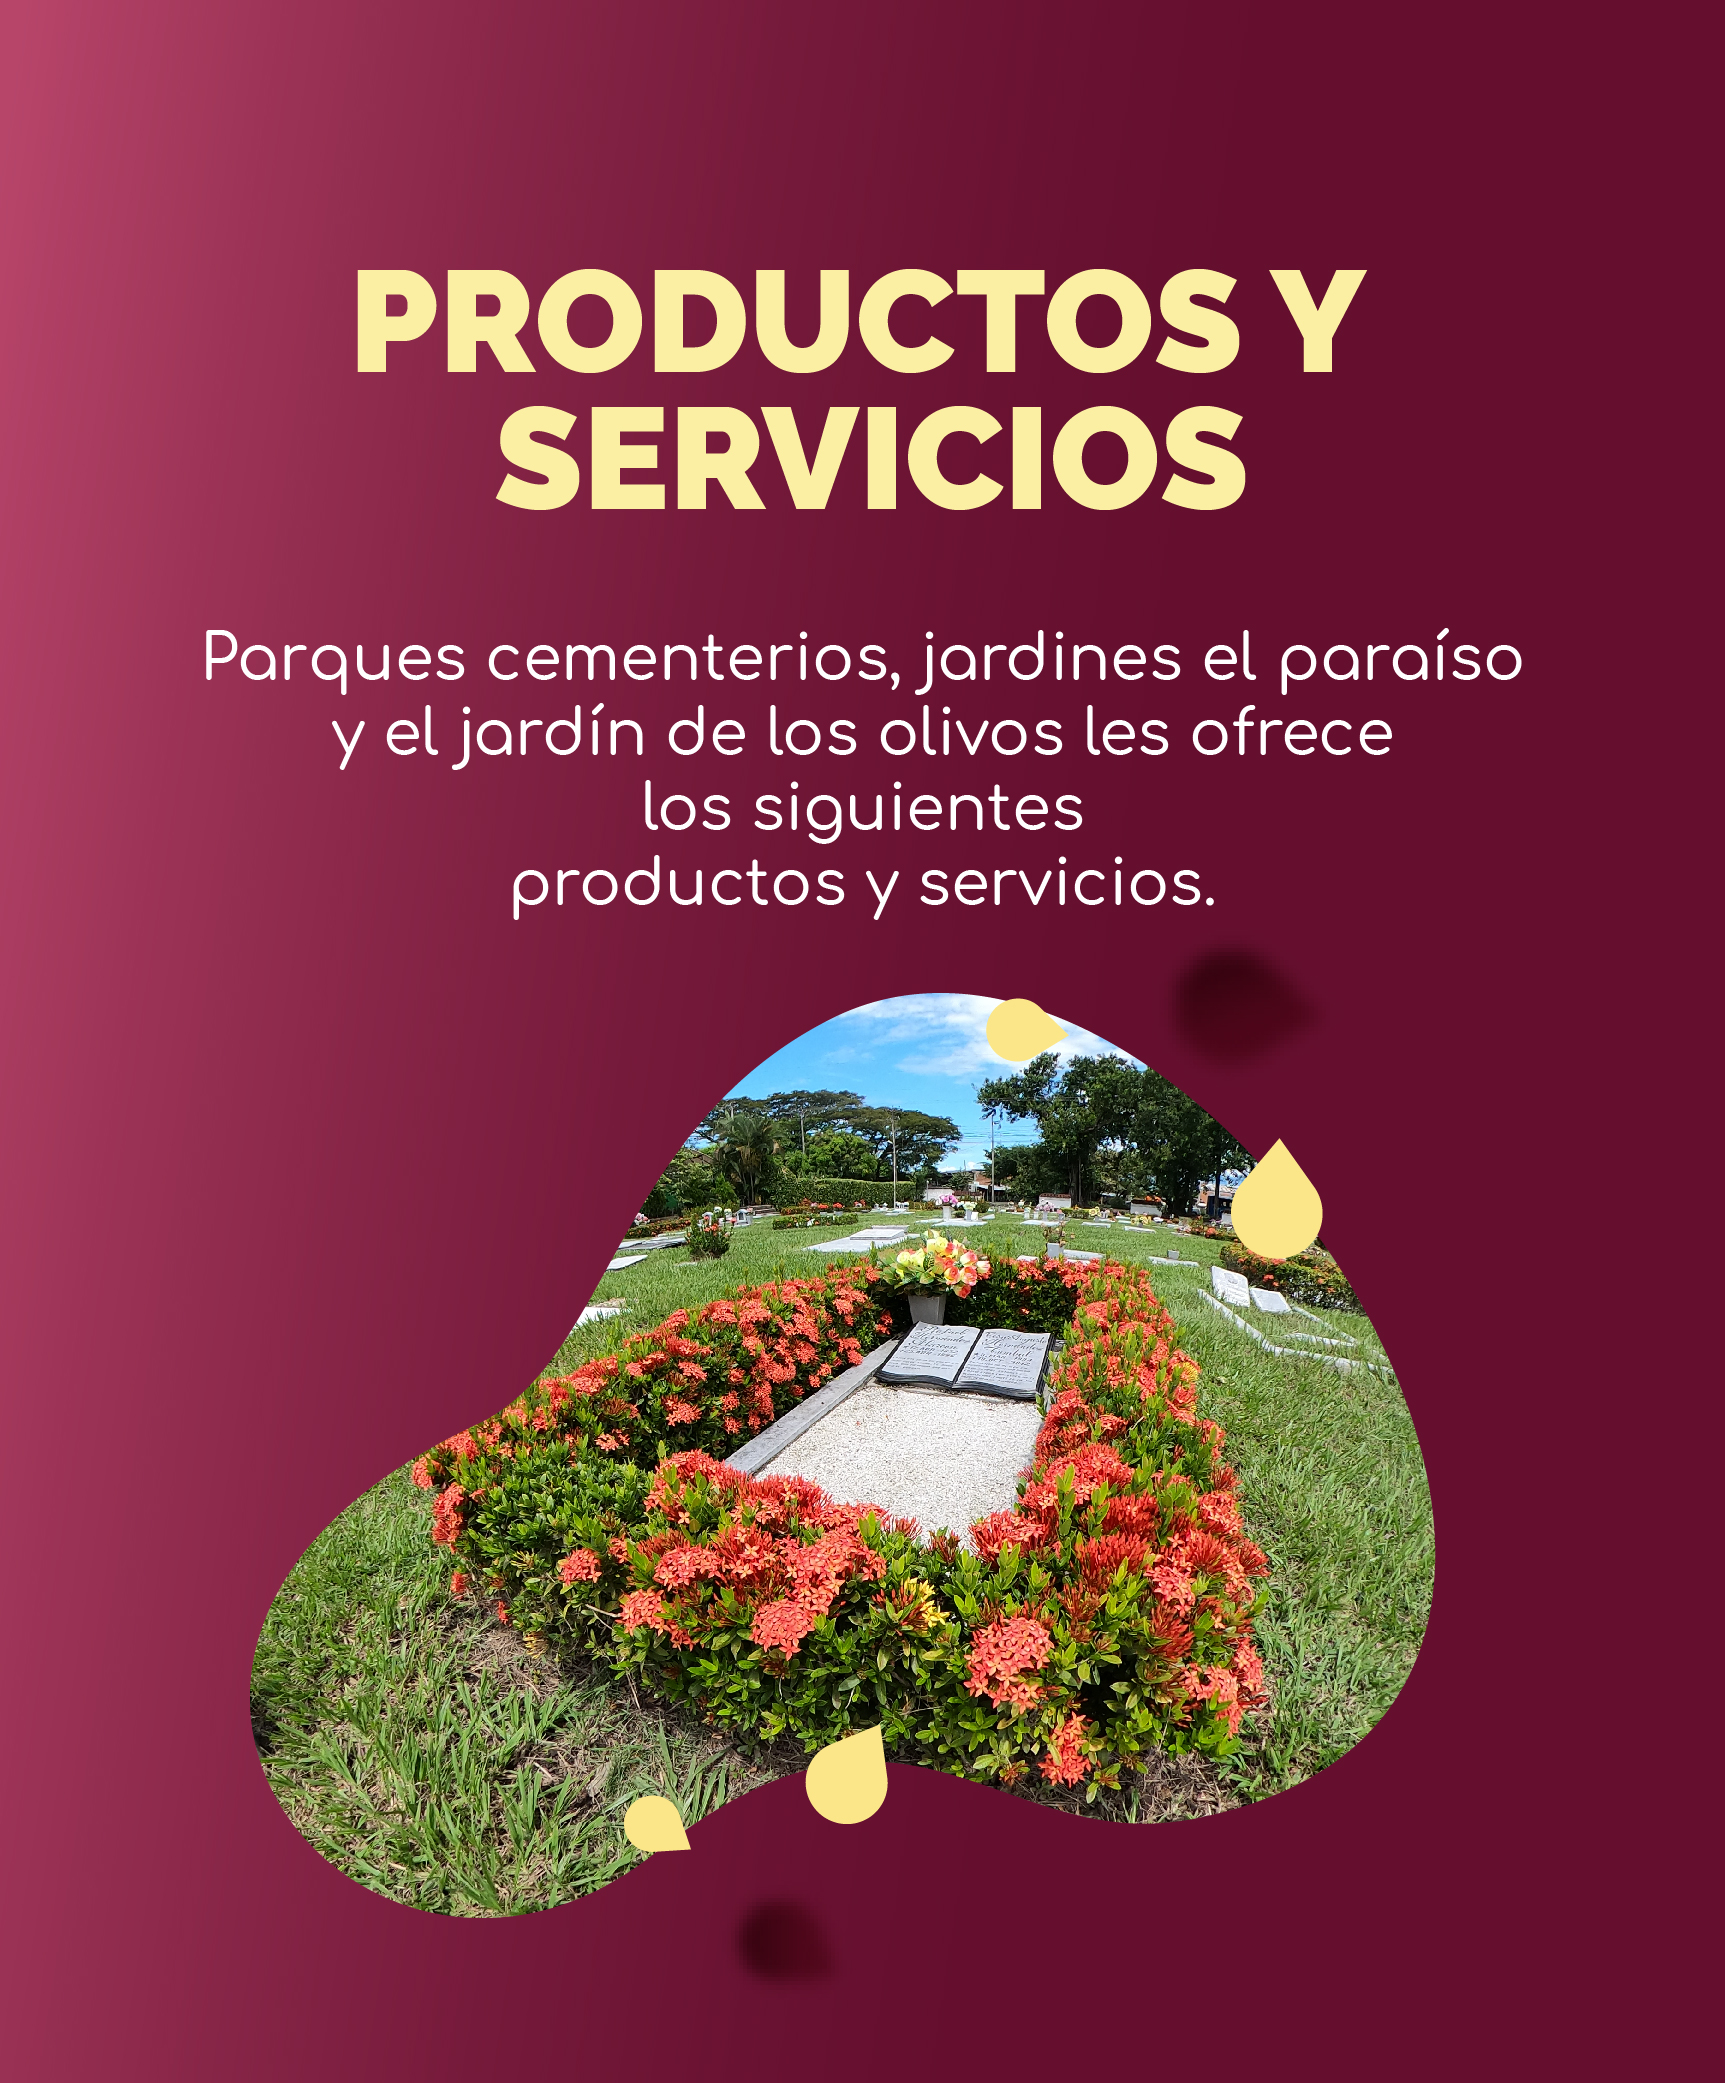 PRODUCTOS Y
SERVICIOS
Parques cementerios, jardines el paraíso
y el jardín de los olivos les ofrece
los siguientes
productos y servicios.